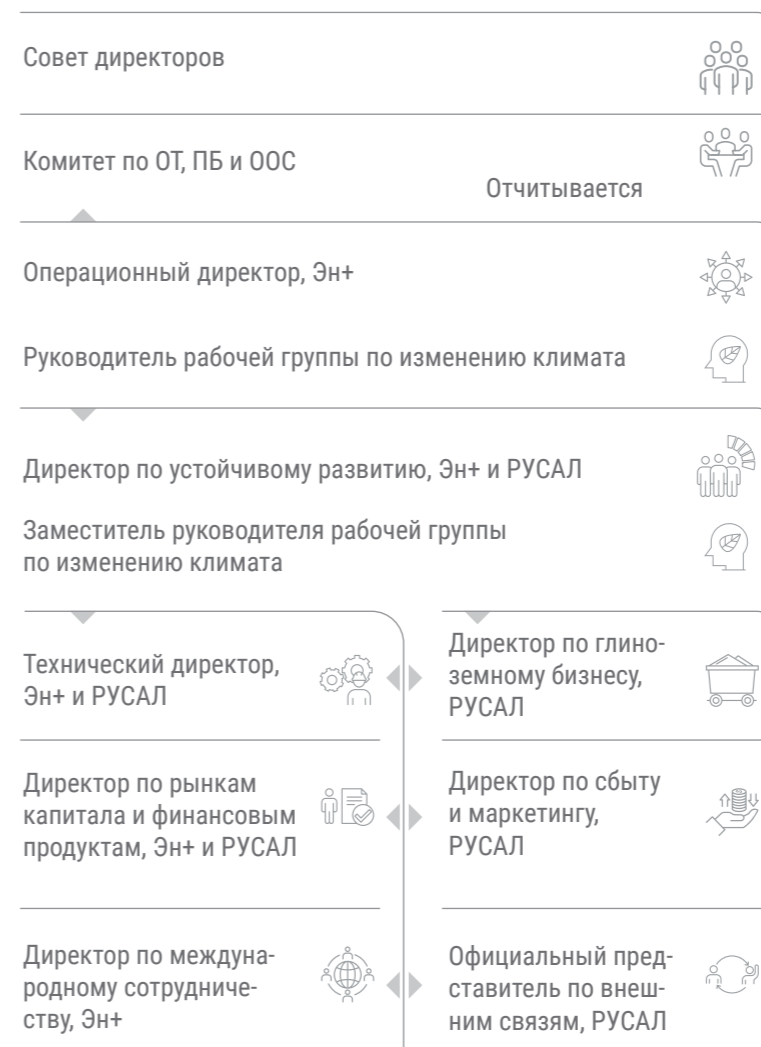 Совет директоров
Комитет по ОТ, ПБ и ООС
Отчитывается
Операционный директор, Эн+
Руководитель рабочей группы по изменению климата
Директор по устойчивому развитию, Эн+ и РУСАЛ
Заместитель руководителя рабочей группы
по изменению климата
Технический директор,
Эн+ и РУСАЛ
Директор по глино-
земному бизнесу,
РУСАЛ
Директор по рынкам
капитала и финансовым
продуктам, Эн+ и РУСАЛ
Директор по сбыту
и маркетингу,
РУСАЛ
Директор по междуна-
родному сотрудниче-
ству, Эн+
Официальный пред-
ставитель по внеш-
ним связям, РУСАЛ